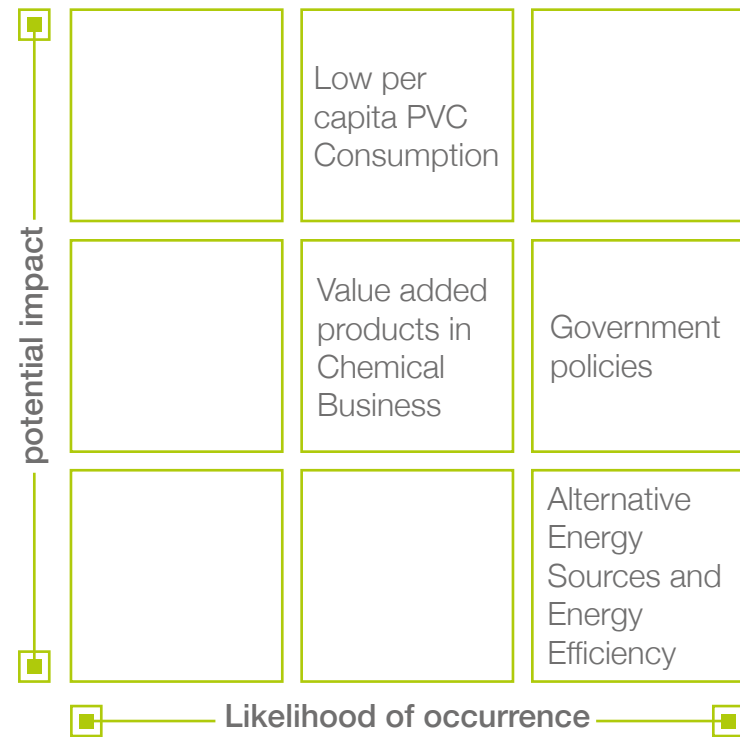 Low per
capita PVC
Consumption
potential impact
Value added
products in
Chemical
Business
Government
policies
Alternative
Energy
Sources and
Energy
Efficiency
Likelihood of occurrence